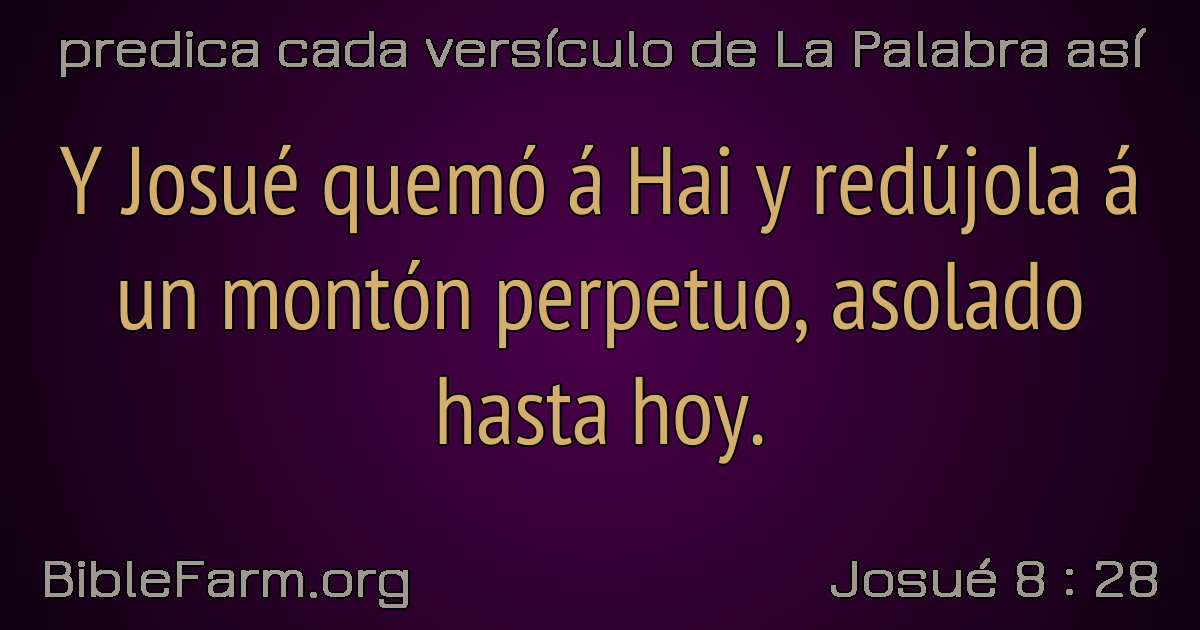 predica cada versículo de La Palabra así
Y Josué quemó á Hai y redújola á
un montón perpetuo, asolado
hasta hoy.
BibleFarm.org
Josué 8 : 28